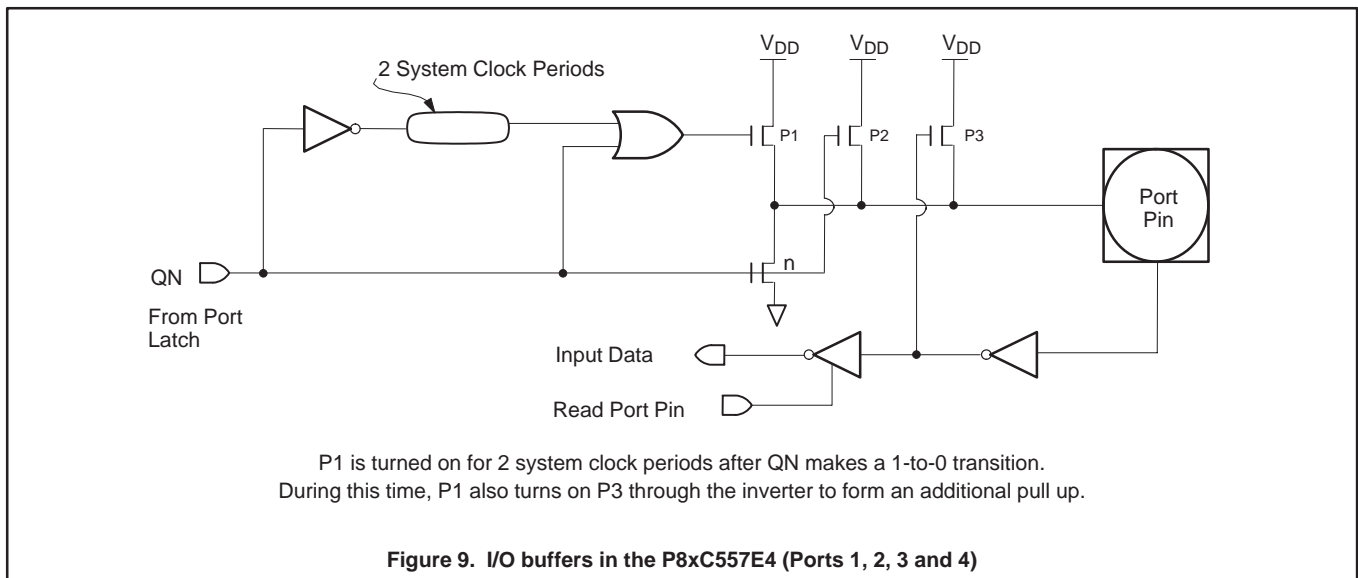 2 System Clock Periods
VDD
VDD
VDD
P1
P2
P3
Port
Pin
QN
n
From Port
Latch
Input Data
Read Port Pin
P1 is turned on for 2 system clock periods after QN makes a 1-to-0 transition.
During this time, P1 also turns on P3 through the inverter to form an additional pull up.
Figure 9. I/O buffers in the P8xC557E4 (Ports 1, 2, 3 and 4)